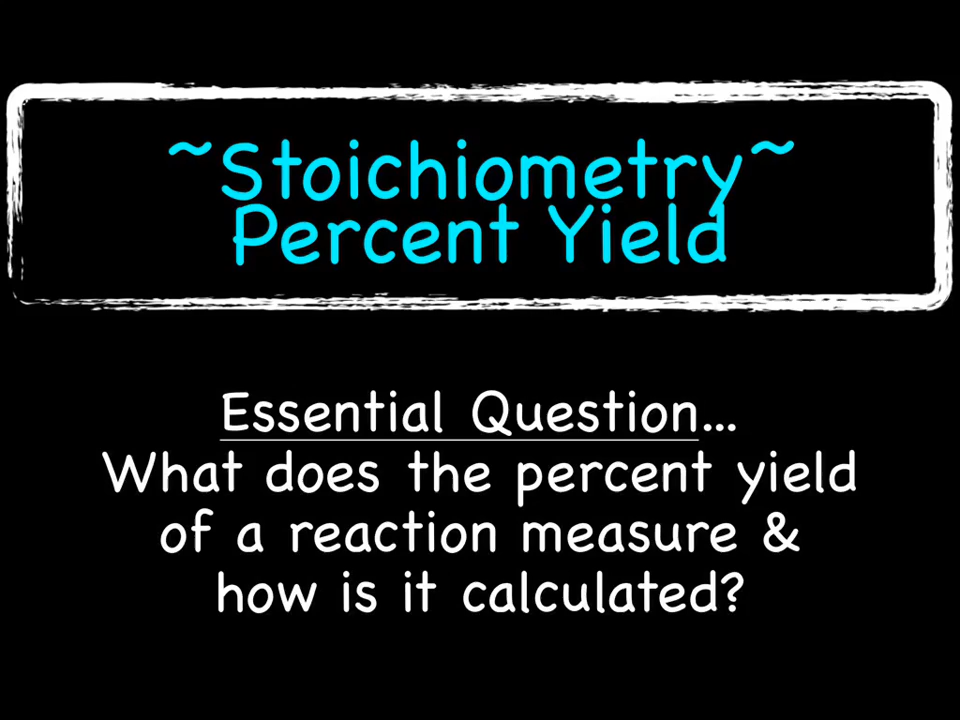 ~Stoichiometry~
Percent Yield
Essential Question...
What does the percent yield
of a reaction measure &
how is it calculated?